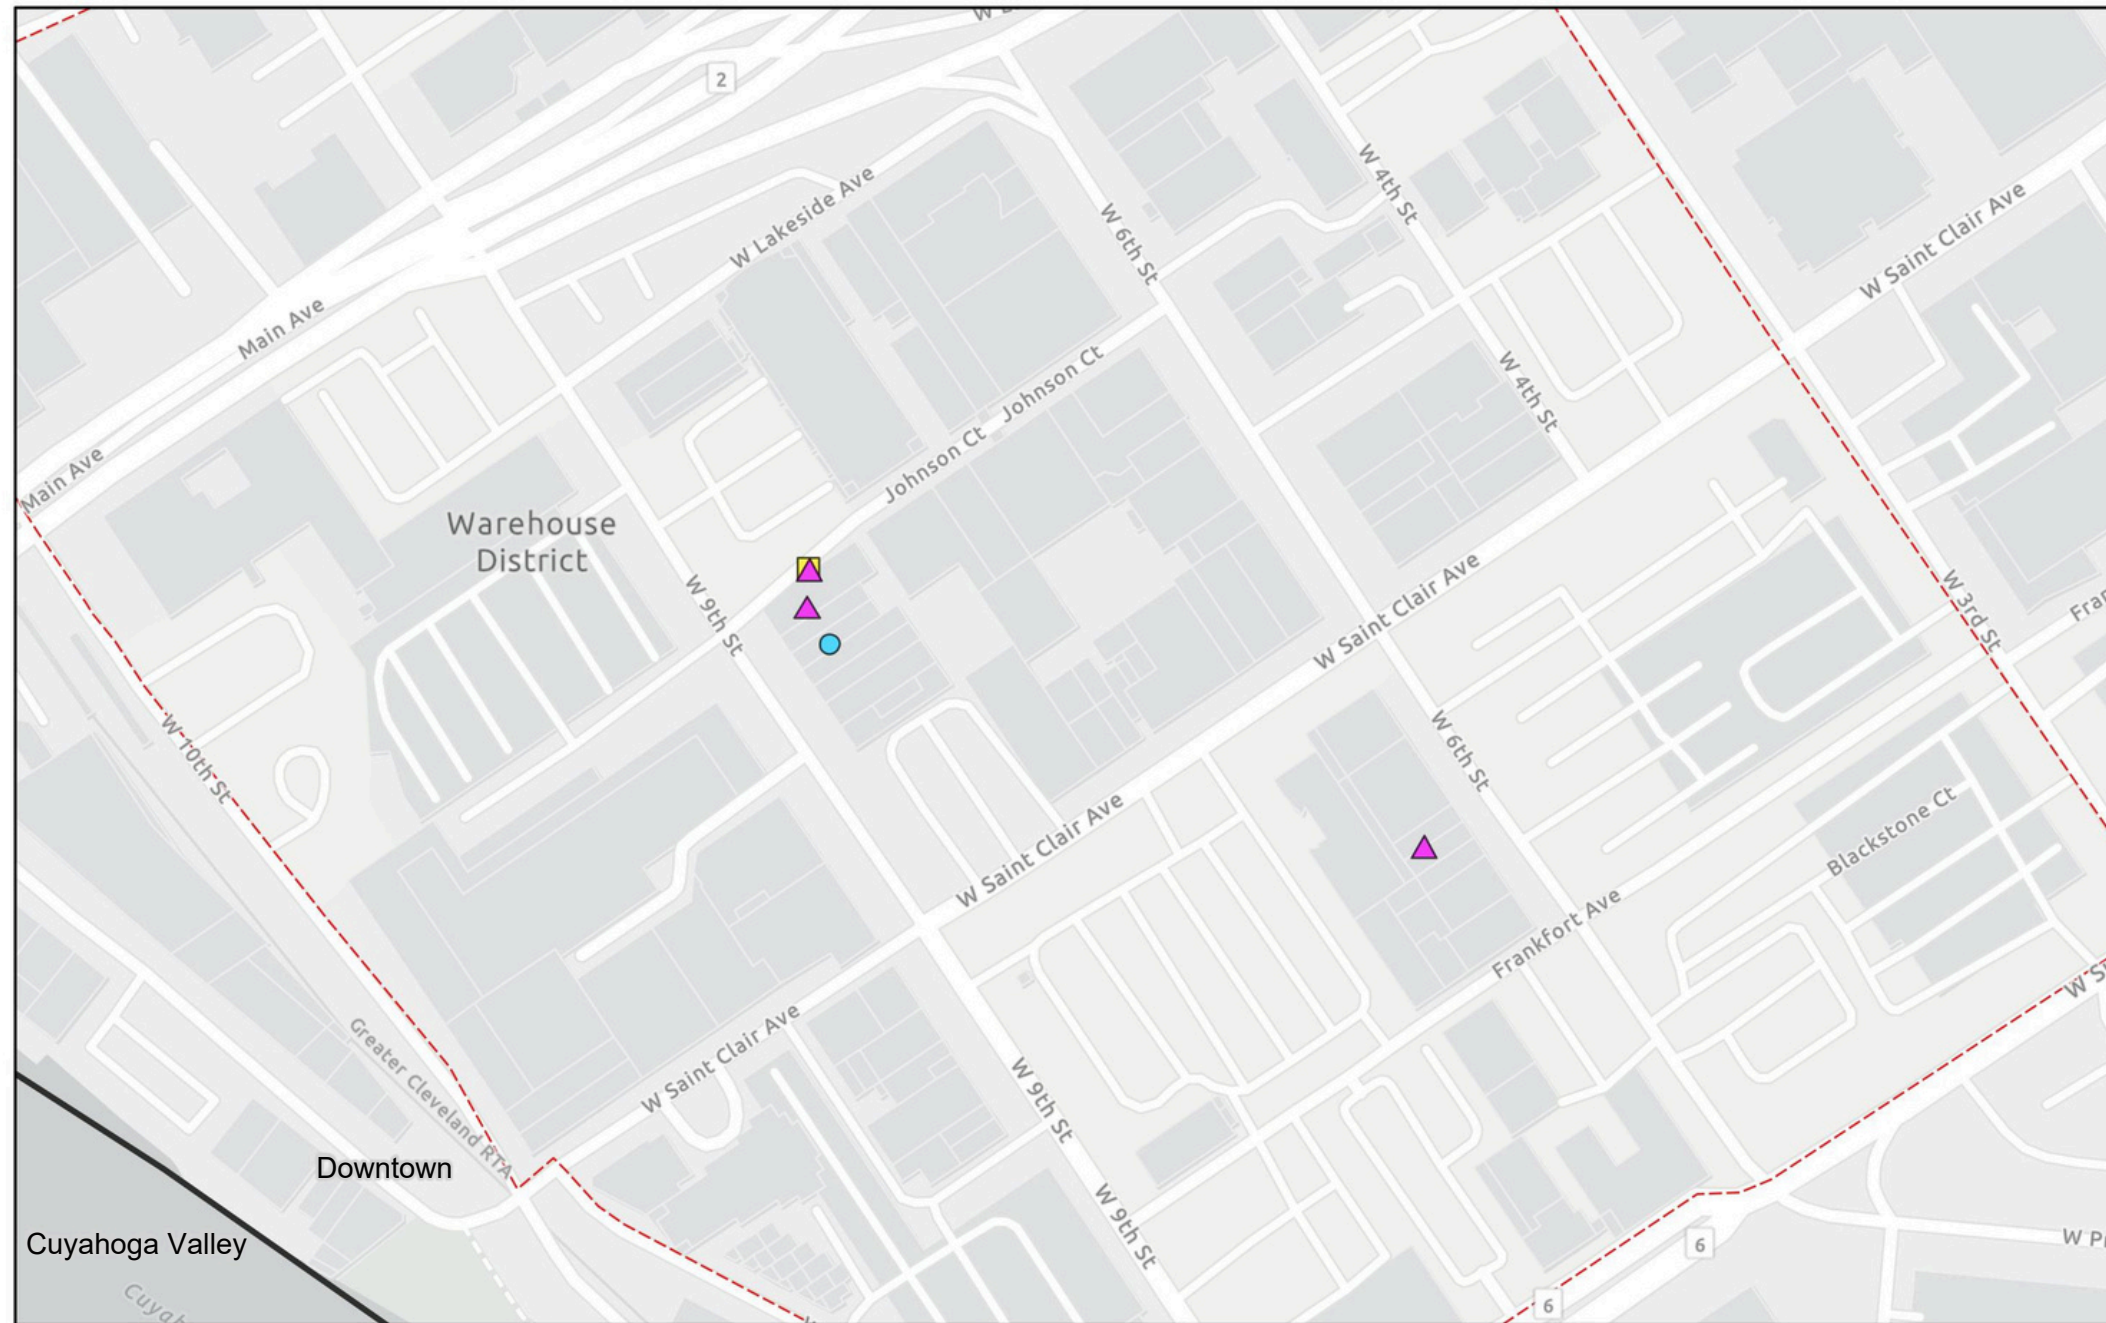 2
W 4th St
W Lakeside Ave
W 6th St
W Saint Clair Ave
Main Ave
Johnson Ct
W 4th St
Johnson Ct
Main Ave
Warehouse
District
W 9th St
W Saint Clair Ave
W 3rd St
W 10th St
W 6th St
W Saint Clair Ave
Blackstone Ct
Frankfort Ave
W Saint Clair Ave
Greater Cleveland RTA
W 9th St
Downtown
W 9th St
Cuyahoga Valley
6
6